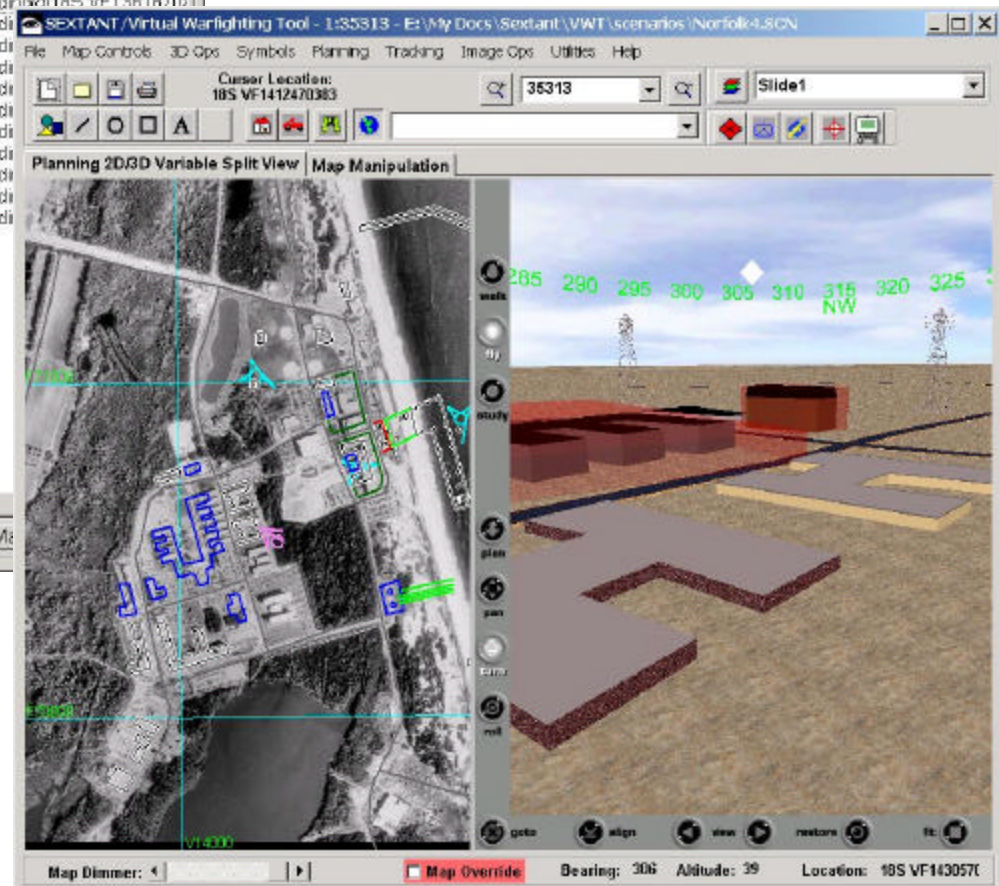 SEXTANT/Virtual Warfighting Tool - 1:35313 - E:\My Docs\Sextant\VWT\scenarios\Norfolk4.SCN
File Map Controls 3D Ops Symbols Planning Tracking Image Ops Utilities Help
Cursor Location:
18S VF1412470383
35313
Slide1
A
Planning 2D/3D Variable Split View
Map Manipulation
walk
fly
study
plan
pan
turn
roll
285 290 295 300 305 310 315 320 325
NW
V14000
goto align view restore fit
Map Dimmer:
Map Override
Bearing: 306
Altitude: 39
Location: 18S VF143057